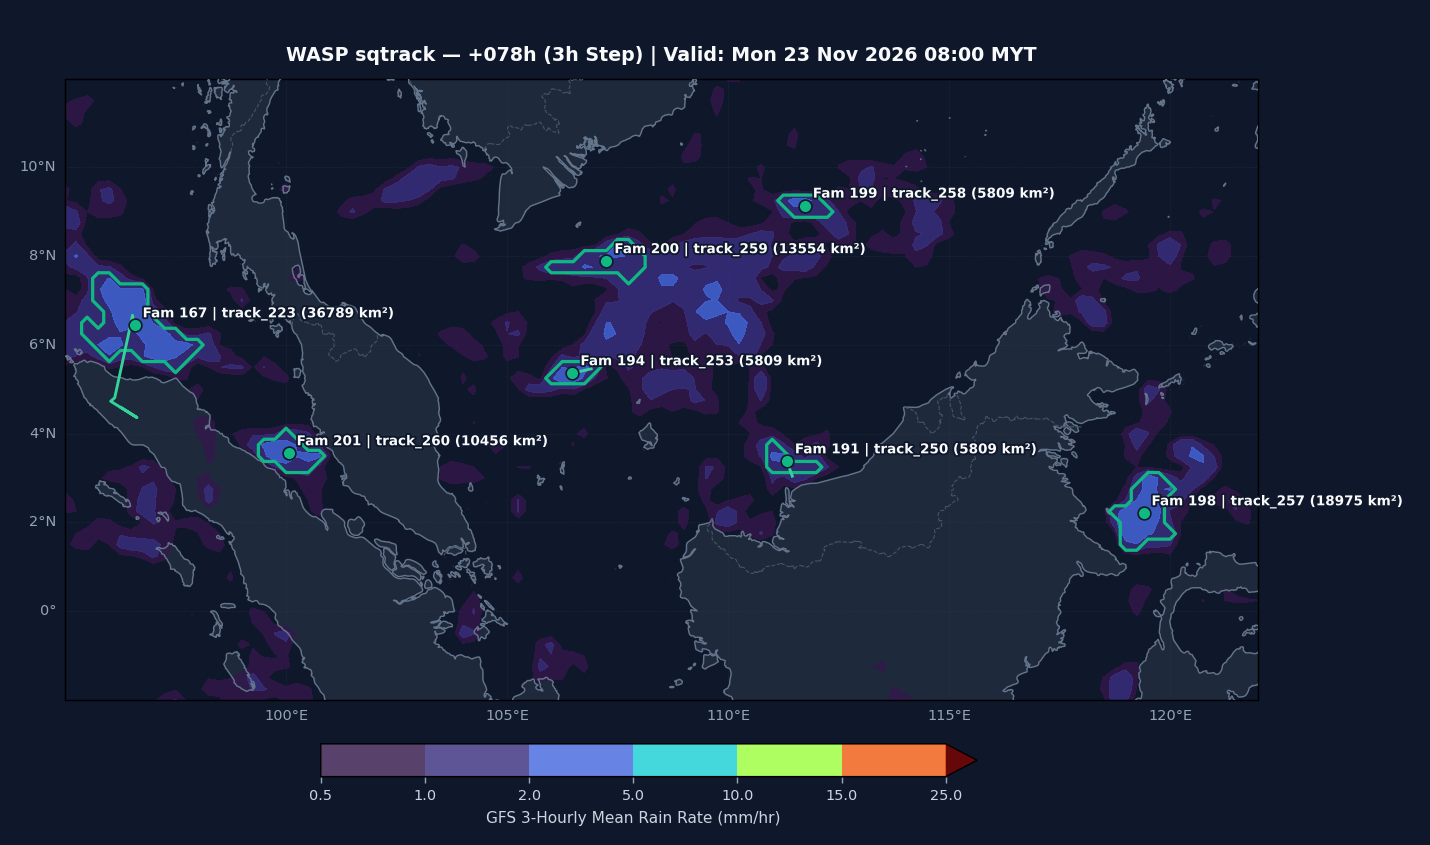 WASP sqtrack — +078h (3h Step) | Valid: Mon 23 Nov 2026 08:00 MYT
10°N
Fam 199 | track_258 (5809 km²)
8°N
Fam 200 | track_259 (13554 km²)
Fam 167 | track_223 (36789 km²)
6°N
Fam 194 | track_253 (5809 km²)
4°N
Fam 201 | track_260 (10456 km²)
Fam 191 | track_250 (5809 km²)
2°N
Fam 198 | track_257 (18975 km²)
0°
100°E 105°E 110°E 115°E 120°E
0.5 1.0 2.0 5.0 10.0 15.0 25.0
GFS 3-Hourly Mean Rain Rate (mm/hr)